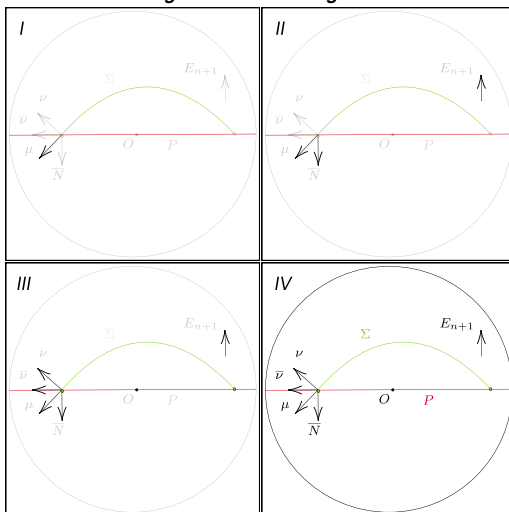 I
Σ
E_{n+1}
ν
ν̅
μ
N̅
O
P
II
Σ
E_{n+1}
ν
ν̅
μ
N̅
O
P
III
Σ
E_{n+1}
ν
ν̅
μ
N̅
O
P
IV
Σ
E_{n+1}
ν
ν̅
μ
N̅
O
P